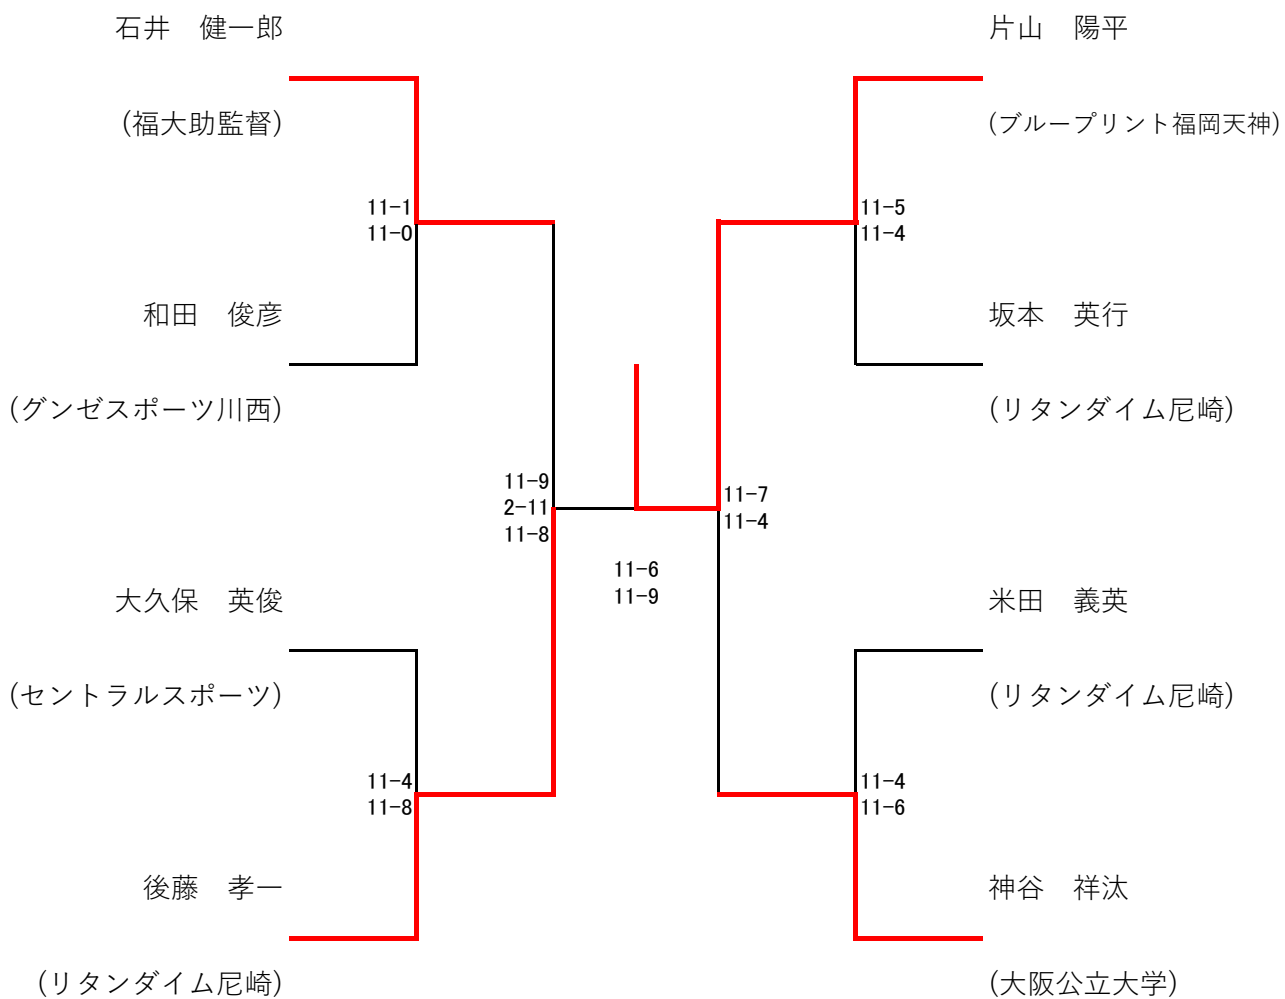 石井　健一郎
(福大助監督)
11-1
11-0
和田　俊彦
(グンゼスポーツ川西)
11-9
2-11
11-8
大久保　英俊
(セントラルスポーツ)
11-4
11-8
後藤　孝一
(リタンダイム尼崎)
11-6
11-9
片山　陽平
(ブループリント福岡天神)
11-5
11-4
坂本　英行
(リタンダイム尼崎)
11-7
11-4
米田　義英
(リタンダイム尼崎)
11-4
11-6
神谷　祥汰
(大阪公立大学)